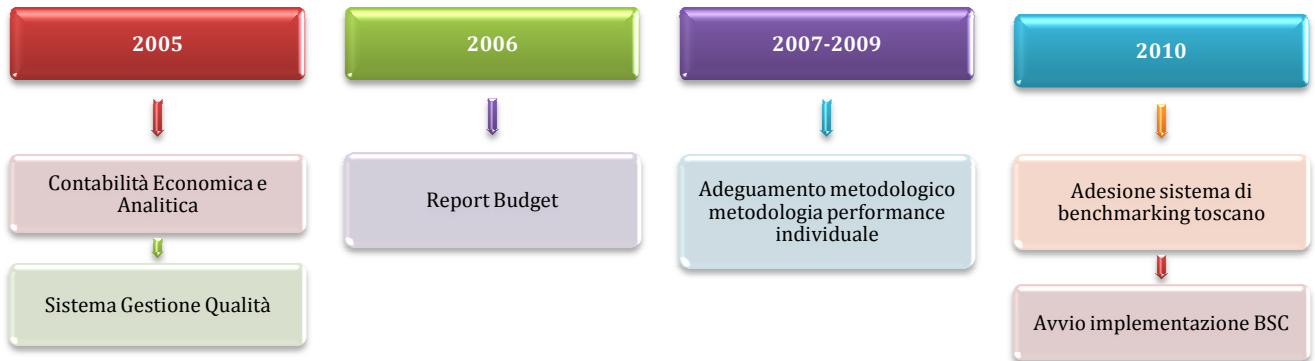 2005
Contabilità Economica e
Analitica
Sistema Gestione Qualità
2006
Report Budget
2007-2009
Adeguamento metodologico
metodologia performance
individuale
2010
Adesione sistema di
benchmarking toscano
Avvio implementazione BSC